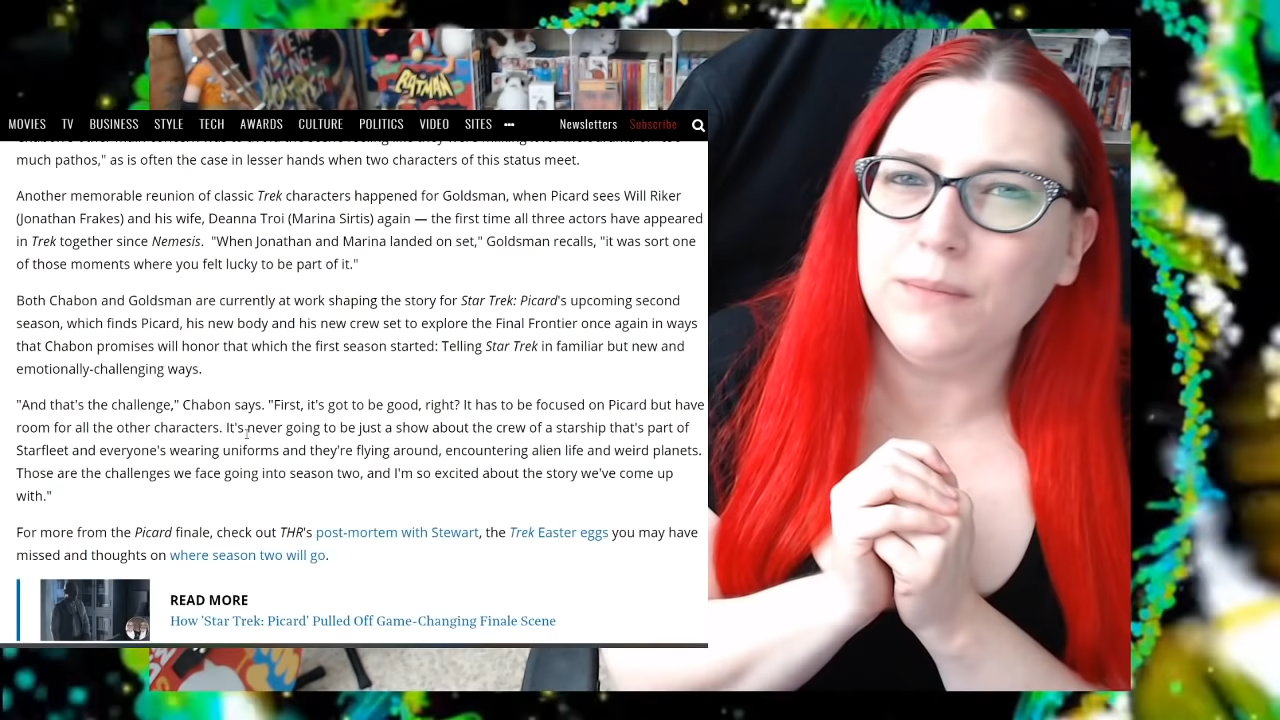 BATMAN
MOVIES TV BUSINESS STYLE TECH AWARDS CULTURE POLITICS VIDEO SITES ••• Newsletters Subscribe
much pathos," as is often the case in lesser hands when two characters of this status meet.
Another memorable reunion of classic Trek characters happened for Goldsman, when Picard sees Will Riker
(Jonathan Frakes) and his wife, Deanna Troi (Marina Sirtis) again — the first time all three actors have appeared
in Trek together since Nemesis. "When Jonathan and Marina landed on set," Goldsman recalls, "it was sort one
of those moments where you felt lucky to be part of it."
Both Chabon and Goldsman are currently at work shaping the story for Star Trek: Picard's upcoming second
season, which finds Picard, his new body and his new crew set to explore the Final Frontier once again in ways
that Chabon promises will honor that which the first season started: Telling Star Trek in familiar but new and
emotionally-challenging ways.
"And that's the challenge," Chabon says. "First, it's got to be good, right? It has to be focused on Picard but have
room for all the other characters. It's never going to be just a show about the crew of a starship that's part of
Starfleet and everyone's wearing uniforms and they're flying around, encountering alien life and weird planets.
Those are the challenges we face going into season two, and I'm so excited about the story we've come up
with."
For more from the Picard finale, check out THR's post-mortem with Stewart, the Trek Easter eggs you may have
missed and thoughts on where season two will go.
READ MORE
How 'Star Trek: Picard' Pulled Off Game-Changing Finale Scene